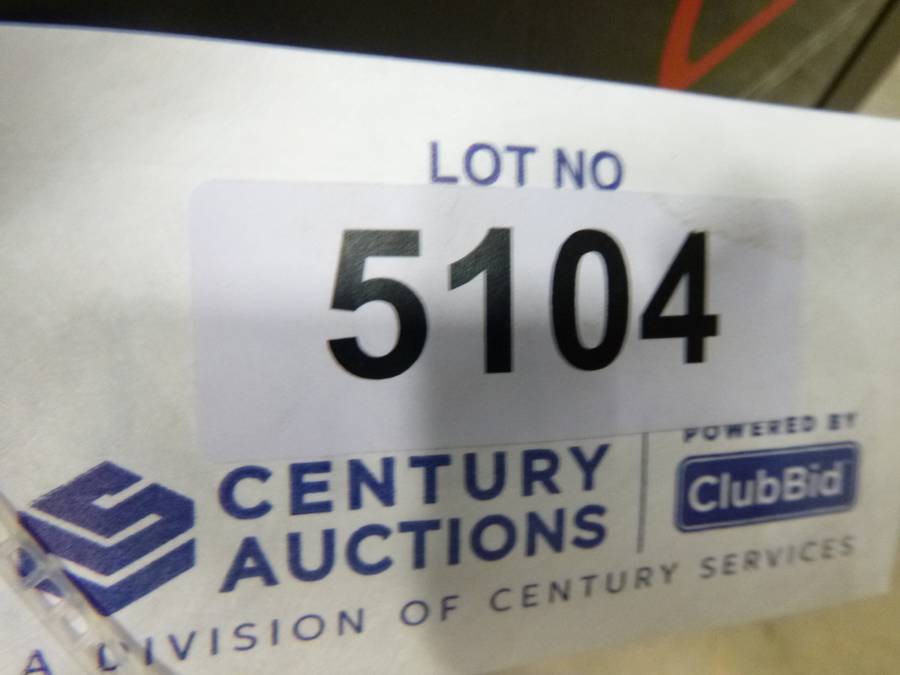 LOT NO
5104
CENTURY
AUCTIONS
POWERED BY
ClubBid
A DIVISION OF CENTURY SERVICES